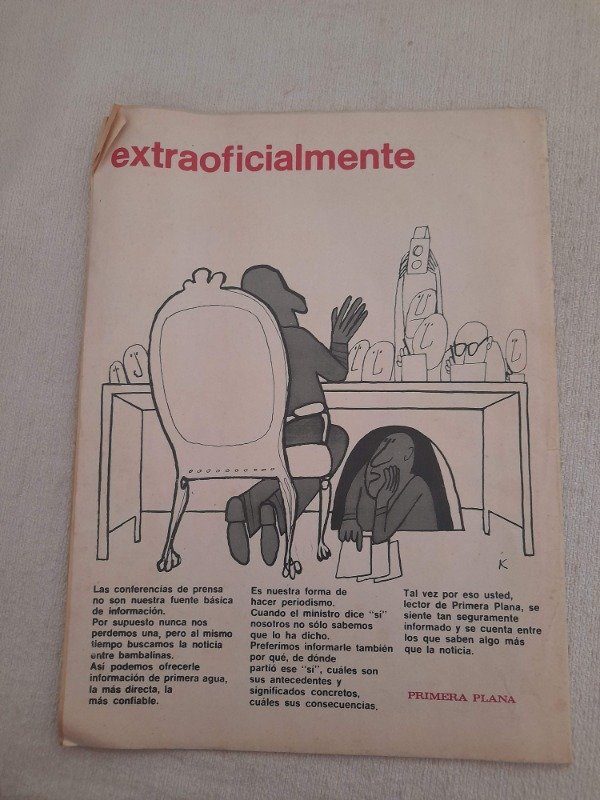 extraoficialmente
K
Las conferencias de prensa
no son nuestra fuente básica
de información.
Por supuesto nunca nos
perdemos una, pero al mismo
tiempo buscamos la noticia
entre bambalinas.
Así podemos ofrecerle
información de primera agua,
la más directa, la
más confiable.
Es nuestra forma de
hacer periodismo.
Cuando el ministro dice "sí"
nosotros no sólo sabemos
que lo ha dicho.
Preferimos informarle también
por qué, de dónde
partió ese "sí", cuáles son
sus antecedentes y
significados concretos,
cuáles sus consecuencias.
Tal vez por eso usted,
lector de Primera Plana, se
siente tan seguramente
informado y se cuenta entre
los que saben algo más
que la noticia.
PRIMERA PLANA